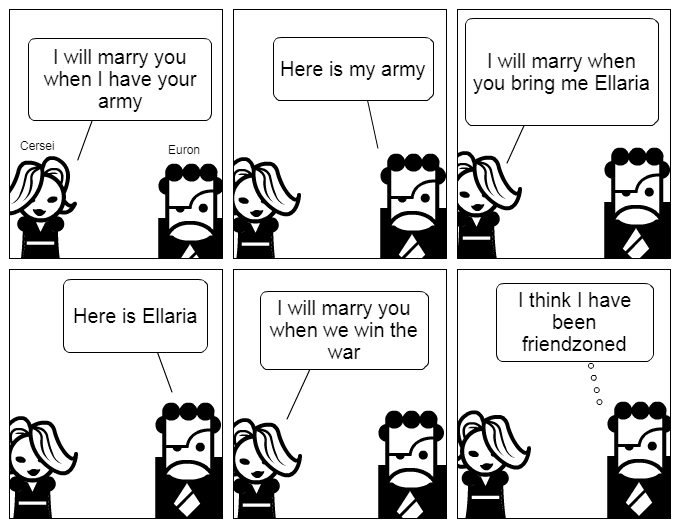 I will marry you
when I have your
army
Cersei
Euron
Here is my army
I will marry when
you bring me Ellaria
Here is Ellaria
I will marry you
when we win the
war
I think I have
been
friendzoned